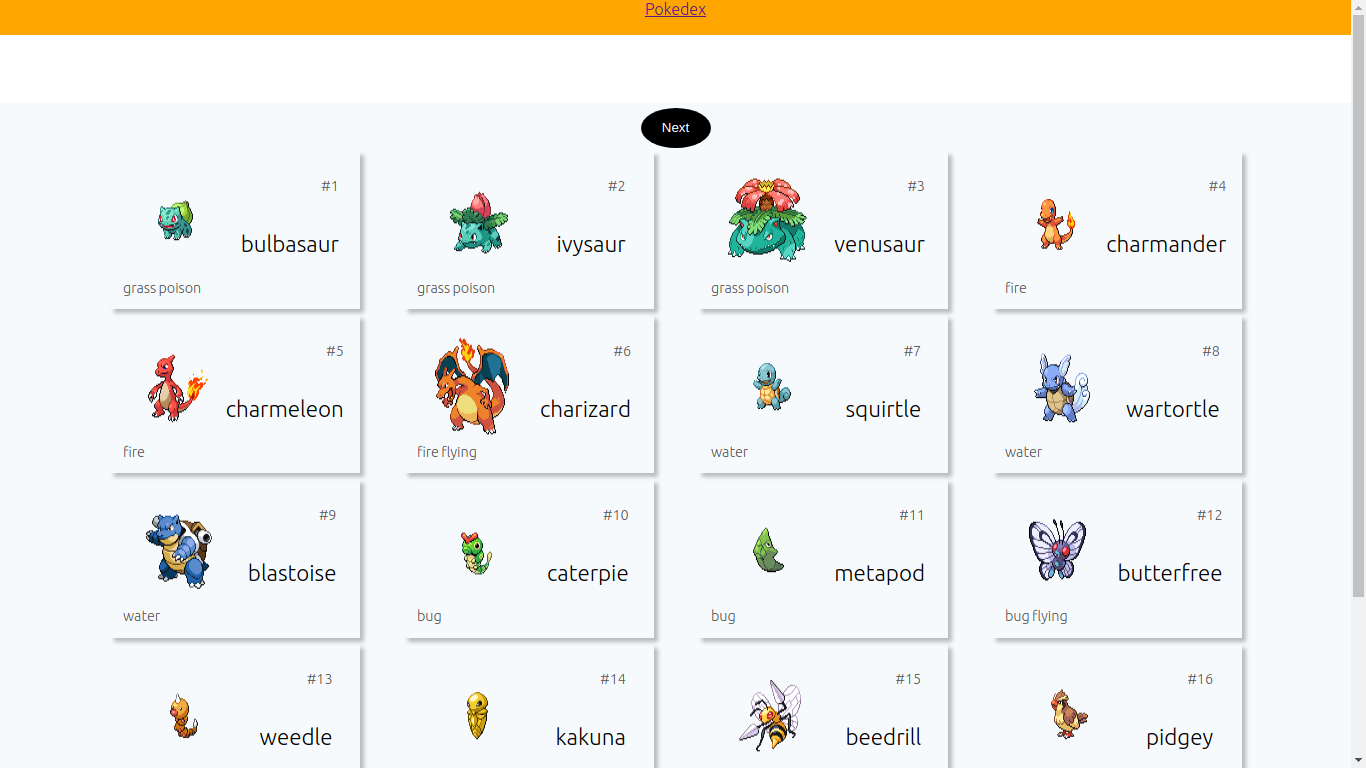 Pokedex
Next
#1
bulbasaur
grass poison
#2
ivysaur
grass poison
#3
venusaur
grass poison
#4
charmander
fire
#5
charmeleon
fire
#6
charizard
fire flying
#7
squirtle
water
#8
wartortle
water
#9
blastoise
water
#10
caterpie
bug
#11
metapod
bug
#12
butterfree
bug flying
#13
weedle
#14
kakuna
#15
beedrill
#16
pidgey